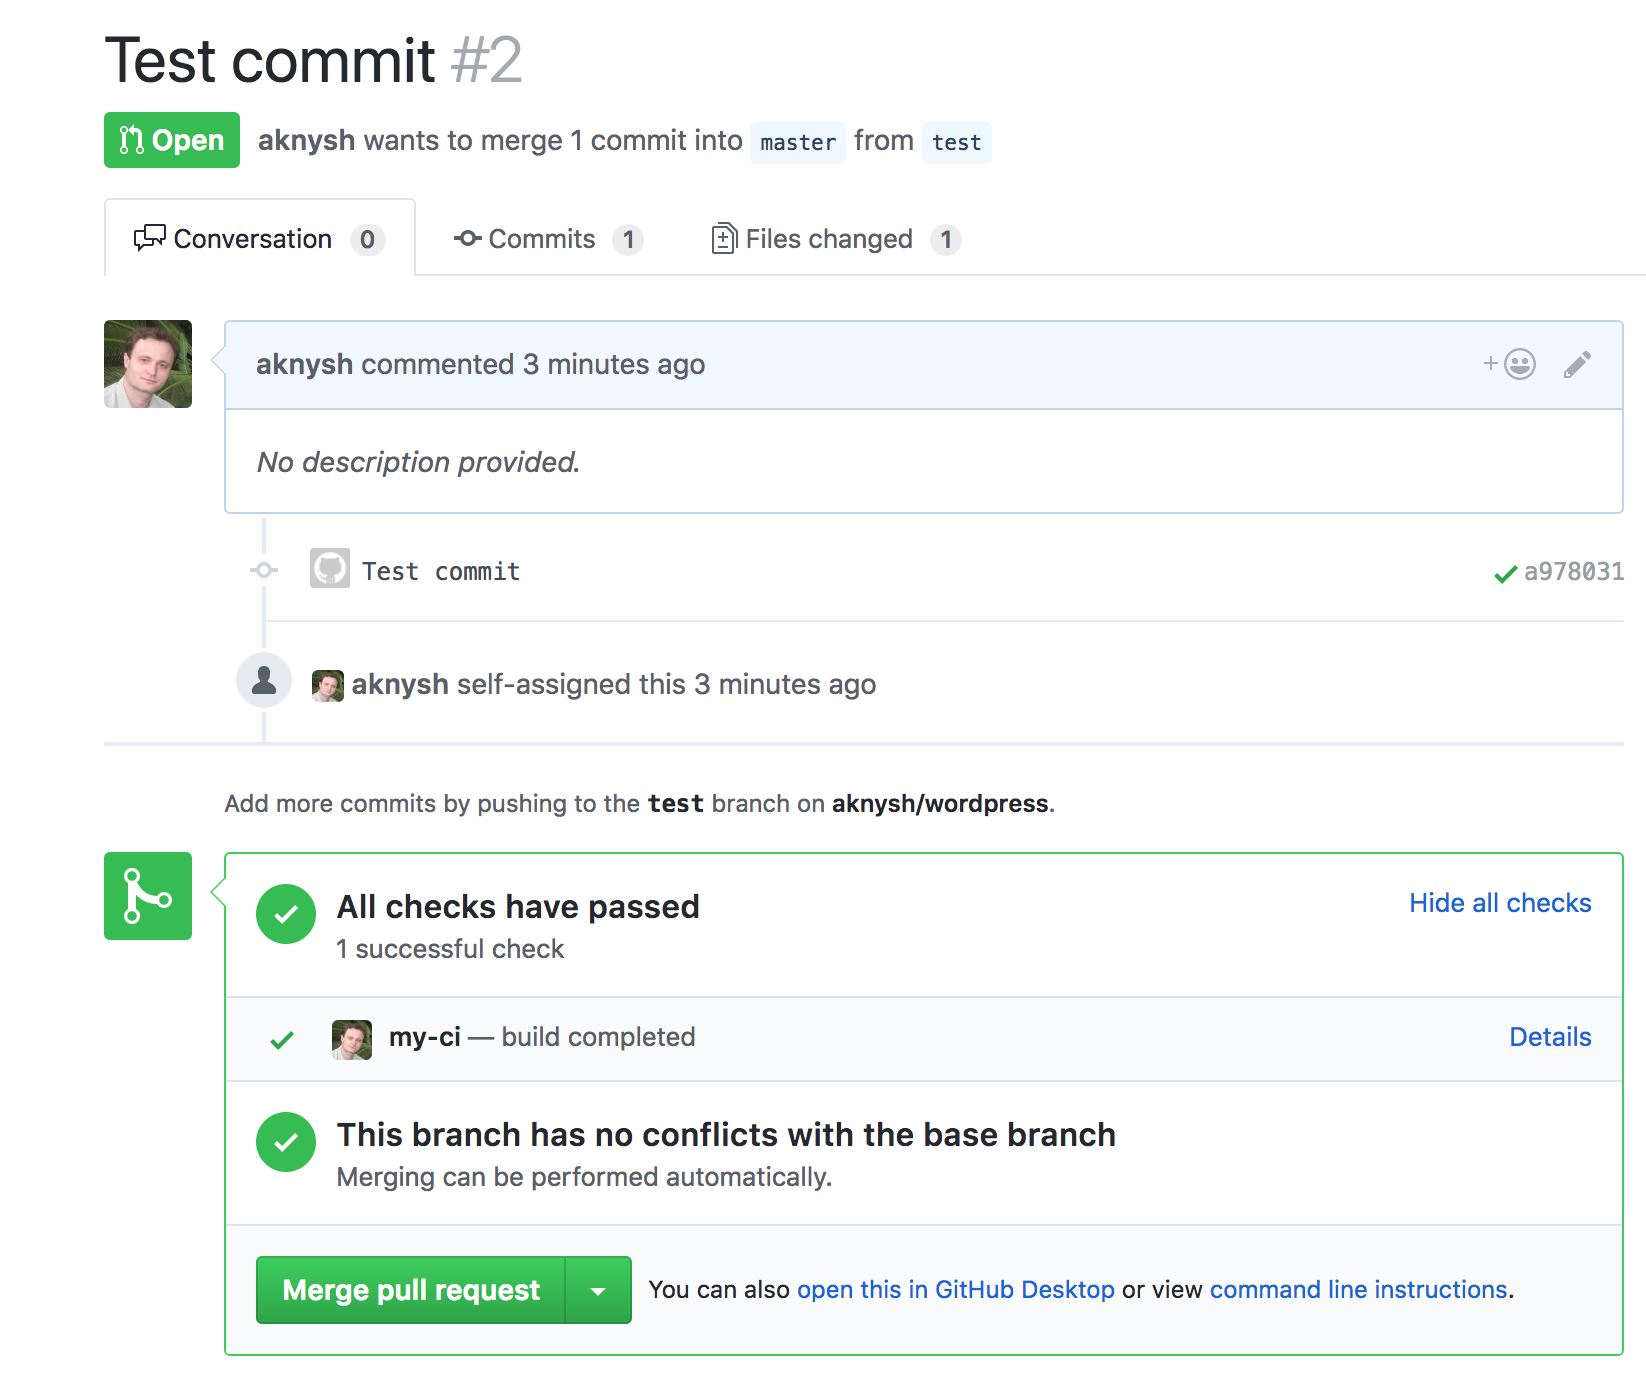 Test commit #2
Open aknysh wants to merge 1 commit into master from test
Conversation 0 Commits 1 Files changed 1
aknysh commented 3 minutes ago
No description provided.
Test commit a978031
aknysh self-assigned this 3 minutes ago
Add more commits by pushing to the test branch on aknysh/wordpress.
All checks have passed Hide all checks
1 successful check
my-ci — build completed Details
This branch has no conflicts with the base branch
Merging can be performed automatically.
Merge pull request You can also open this in GitHub Desktop or view command line instructions.